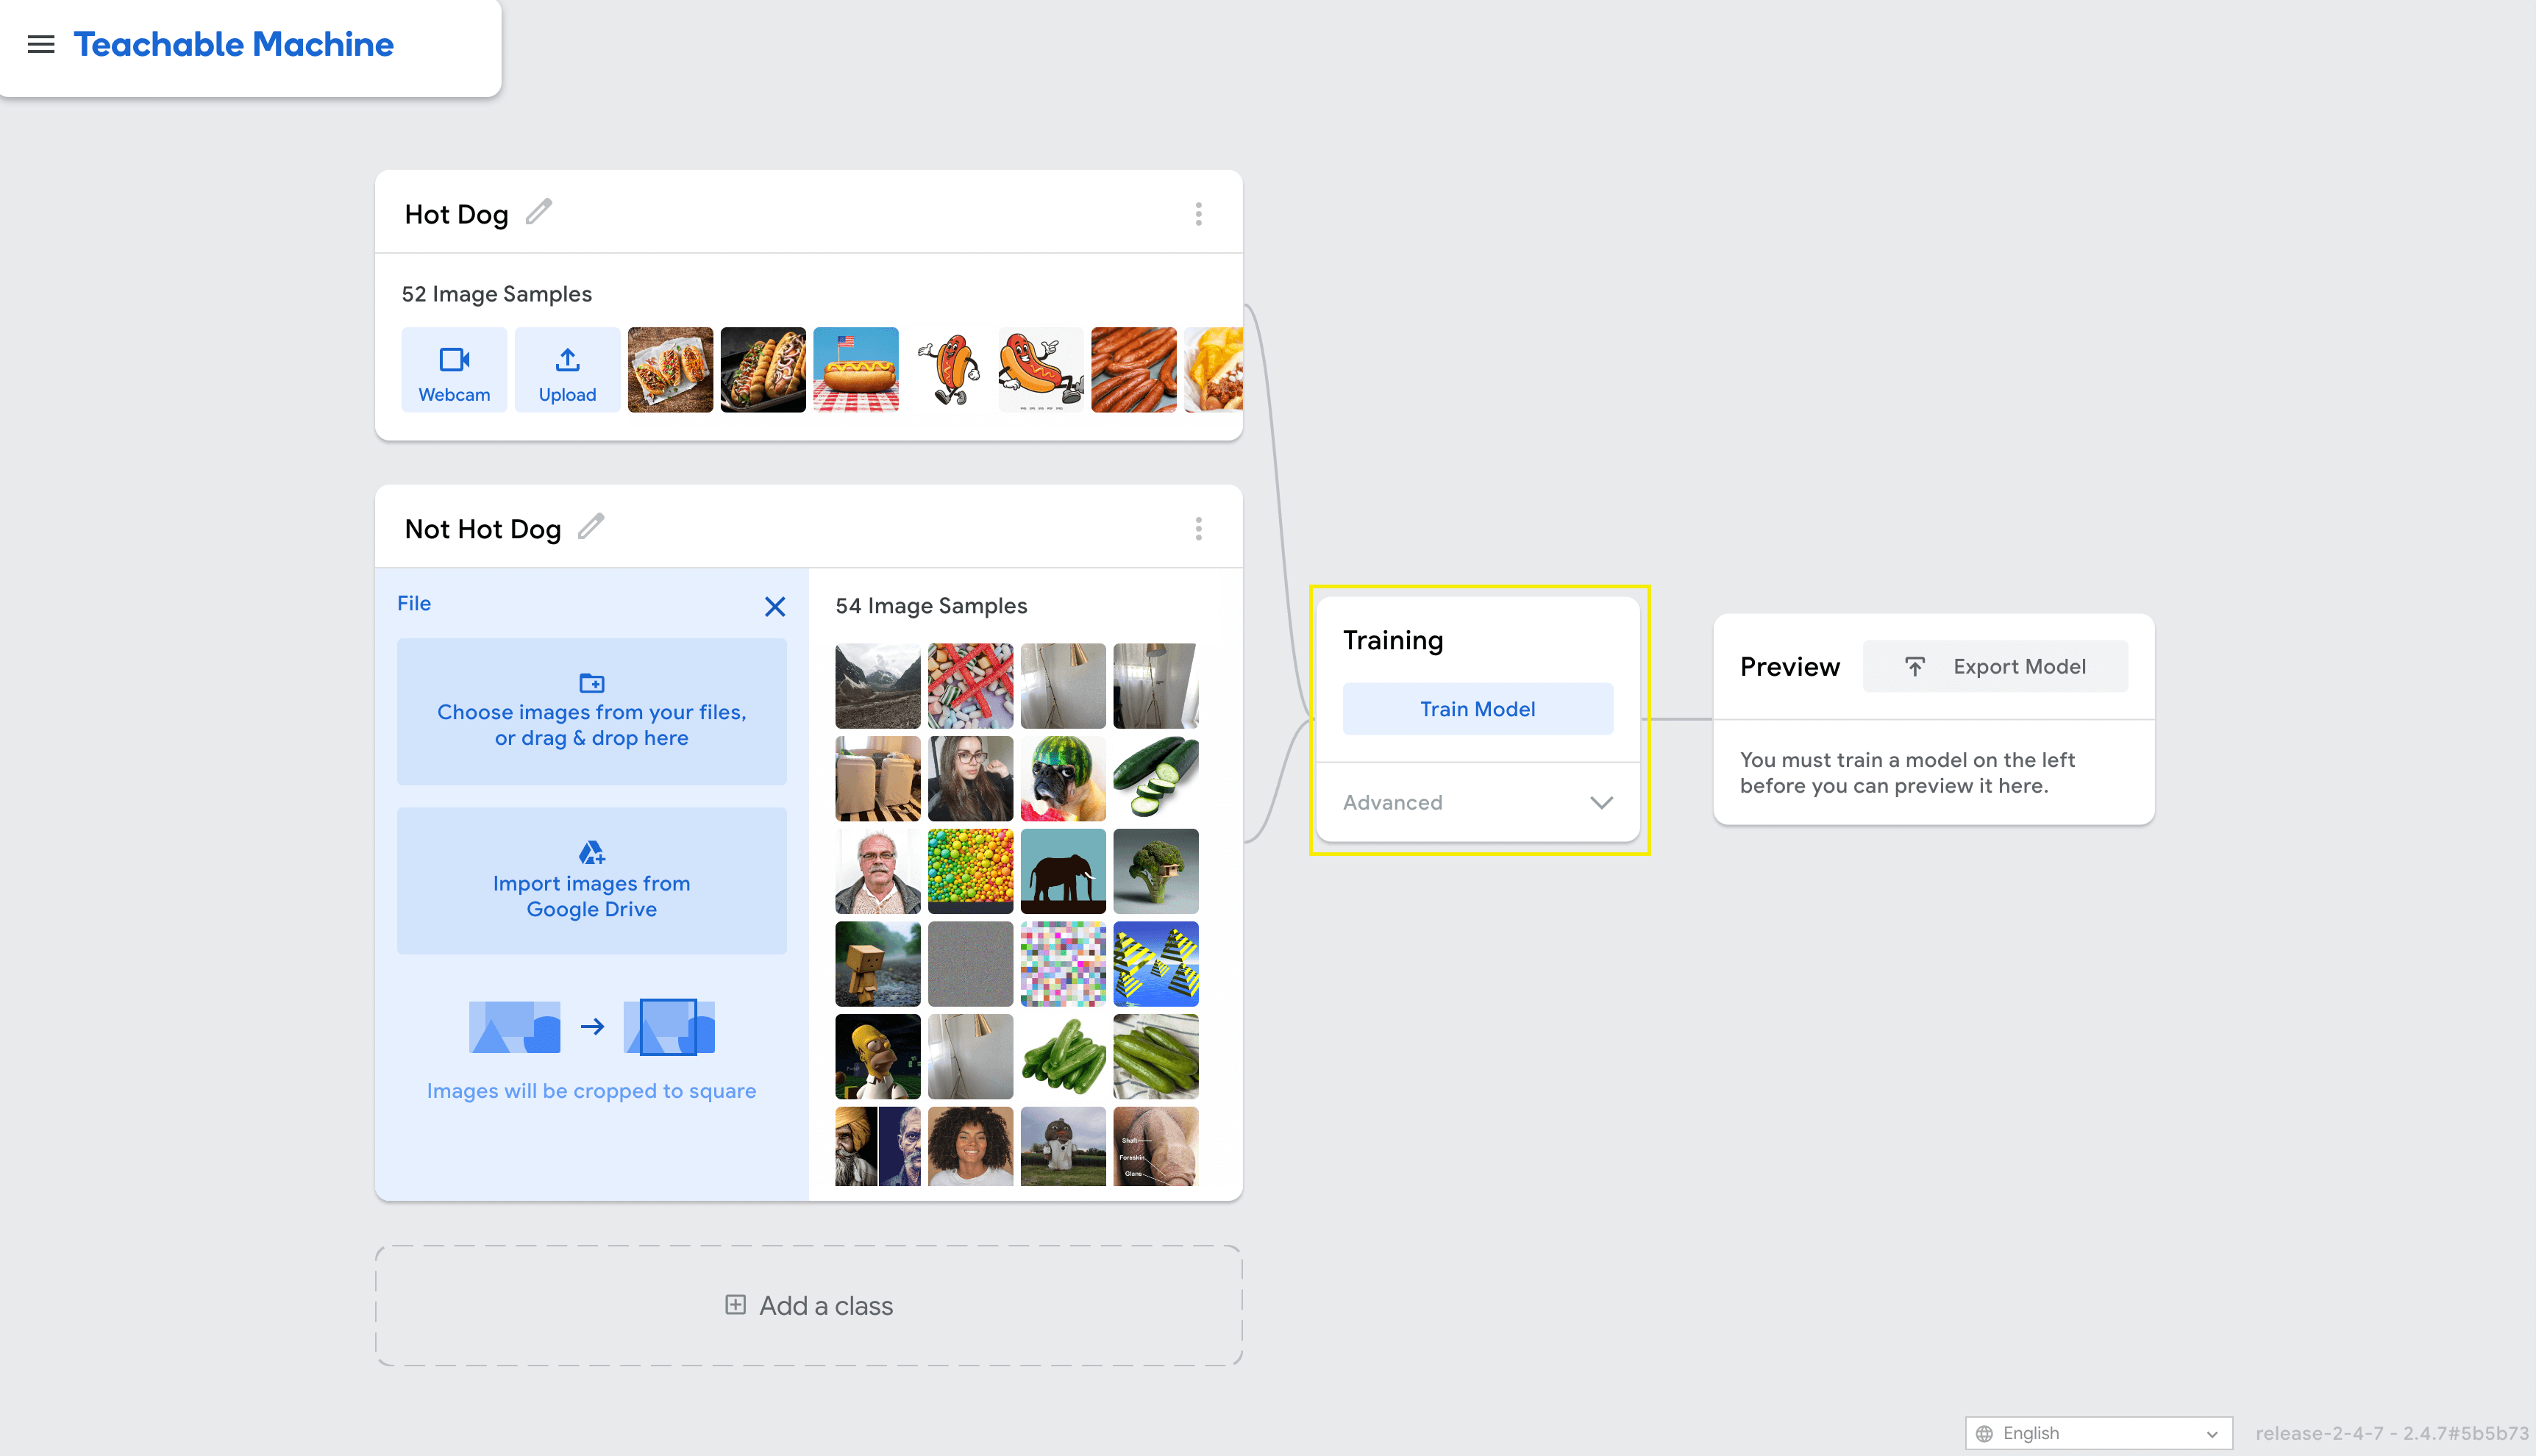 Teachable Machine
Hot Dog
52 Image Samples
Webcam
Upload
Not Hot Dog
File
Choose images from your files,
or drag & drop here
Import images from
Google Drive
Images will be cropped to square
54 Image Samples
Shaft
Foreskin
Glans
Add a class
Training
Train Model
Advanced
Preview
Export Model
You must train a model on the left
before you can preview it here.
English
release-2-4-7 - 2.4.7#5b5b73